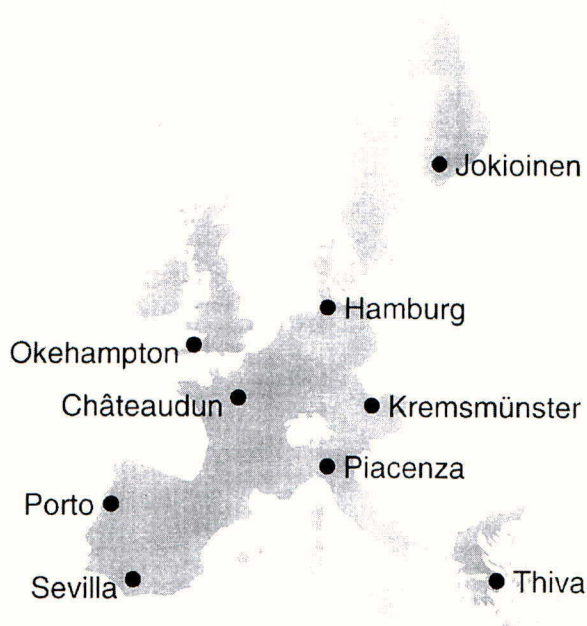 Jokioinen
Hamburg
Okehampton
Châteaudun
Kremsmünster
Piacenza
Porto
Sevilla
Thiva